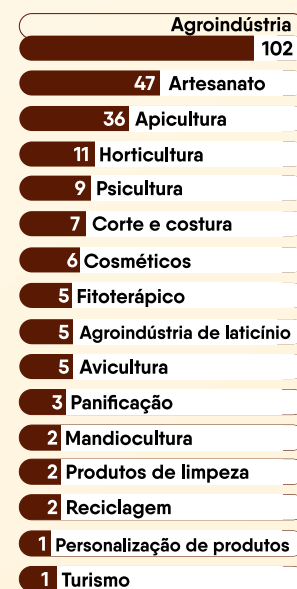 Agroindústria
102
47 Artesanato
36 Apicultura
11 Horticultura
9 Psicultura
7 Corte e costura
6 Cosméticos
5 Fitoterápico
5 Agroindústria de laticínio
5 Avicultura
3 Panificação
2 Mandiocultura
2 Produtos de limpeza
2 Reciclagem
1 Personalização de produtos
1 Turismo